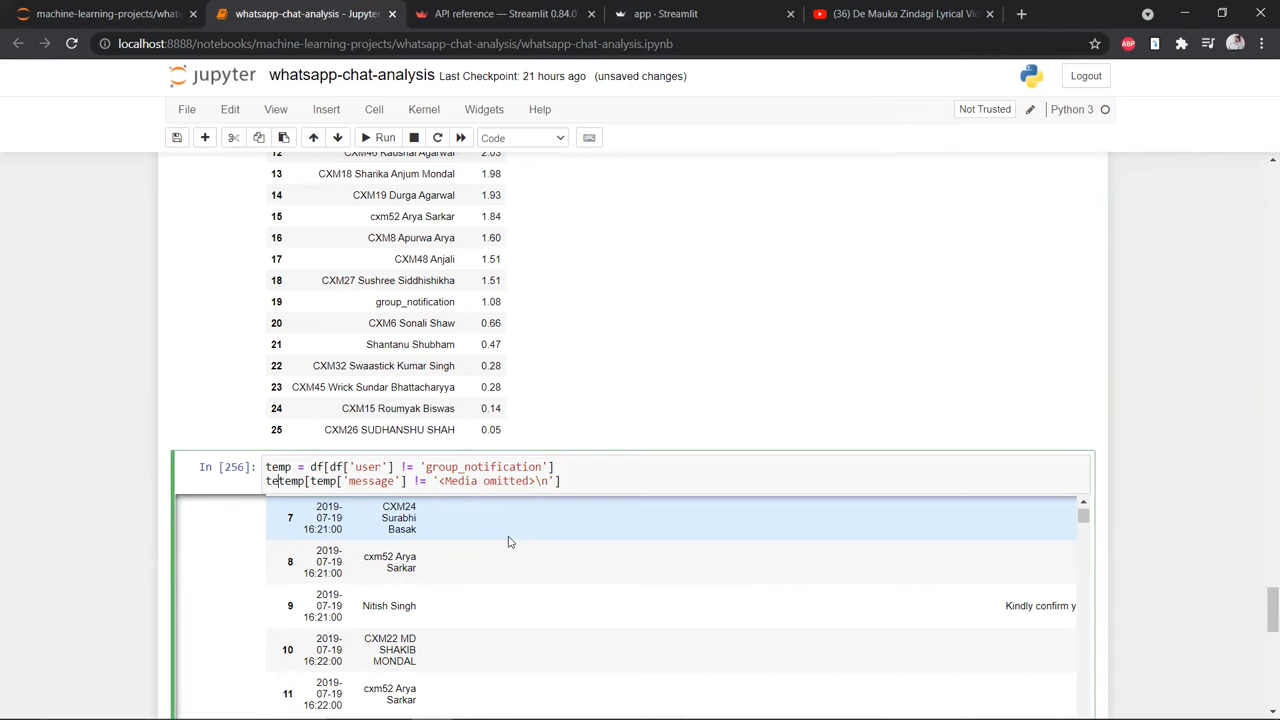 machine-learning-projects/whats
whatsapp-chat-analysis - Jupyter
API reference — Streamlit 0.84.0
app · Streamlit
(36) De Mauka Zindagi Lyrical Vi
localhost:8888/notebooks/machine-learning-projects/whatsapp-chat-analysis/whatsapp-chat-analysis.ipynb
ABP
jupyter whatsapp-chat-analysis Last Checkpoint: 21 hours ago (unsaved changes)
Logout
File Edit View Insert Cell Kernel Widgets Help
Not Trusted Python 3
Run Code
12 CXM46 Kaushal Agarwal 2.03
13 CXM18 Sharika Anjum Mondal 1.98
14 CXM19 Durga Agarwal 1.93
15 cxm52 Arya Sarkar 1.84
16 CXM8 Apurwa Arya 1.60
17 CXM48 Anjali 1.51
18 CXM27 Sushree Siddhishikha 1.51
19 group_notification 1.08
20 CXM6 Sonali Shaw 0.66
21 Shantanu Shubham 0.47
22 CXM32 Swaastick Kumar Singh 0.28
23 CXM45 Wrick Sundar Bhattacharyya 0.28
24 CXM15 Roumyak Biswas 0.14
25 CXM26 SUDHANSHU SHAH 0.05
In [256]: temp = df[df['user'] != 'group_notification']
tetemp[temp['message'] != '<Media omitted>\n']
2019-
07-19
16:21:00
7
CXM24
Surabhi
Basak
2019-
07-19
16:21:00
8
cxm52 Arya
Sarkar
2019-
07-19
16:21:00
9
Nitish Singh
Kindly confirm y
2019-
07-19
16:22:00
10
CXM22 MD
SHAKIB
MONDAL
2019-
07-19
16:22:00
11
cxm52 Arya
Sarkar